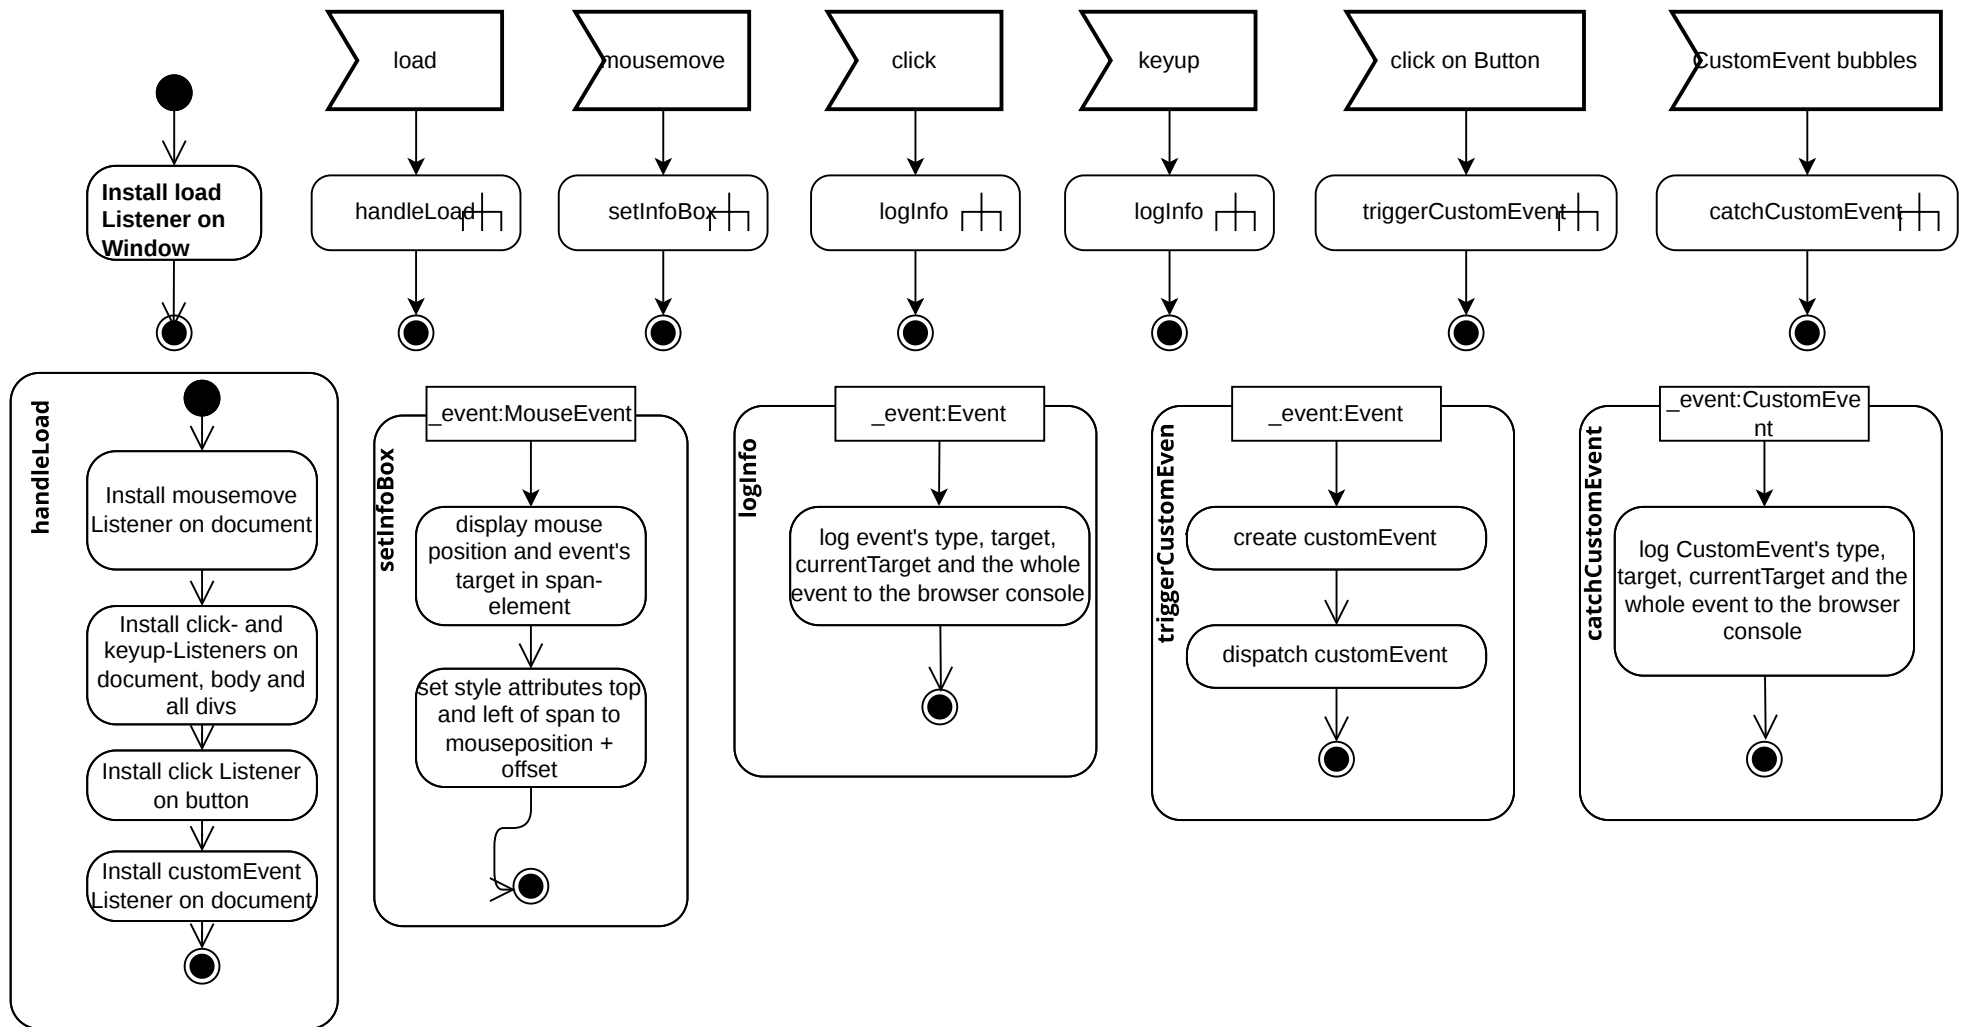 load
mousemove
click
keyup
click on Button
CustomEvent bubbles
Install load
Listener on
Window
handleLoad
setInfoBox
logInfo
logInfo
triggerCustomEvent
catchCustomEvent
handleLoad
Install mousemove
Listener on document
Install click- and
keyup-Listeners on
document, body and
all divs
Install click Listener
on button
Install customEvent
Listener on document
setInfoBox
_event:MouseEvent
display mouse
position and event's
target in span-
element
set style attributes top
and left of span to
mouseposition +
offset
logInfo
_event:Event
log event's type, target,
currentTarget and the whole
event to the browser console
triggerCustomEven
_event:Event
create customEvent
dispatch customEvent
catchCustomEvent
_event:CustomEve
nt
log CustomEvent's type,
target, currentTarget and the
whole event to the browser
console